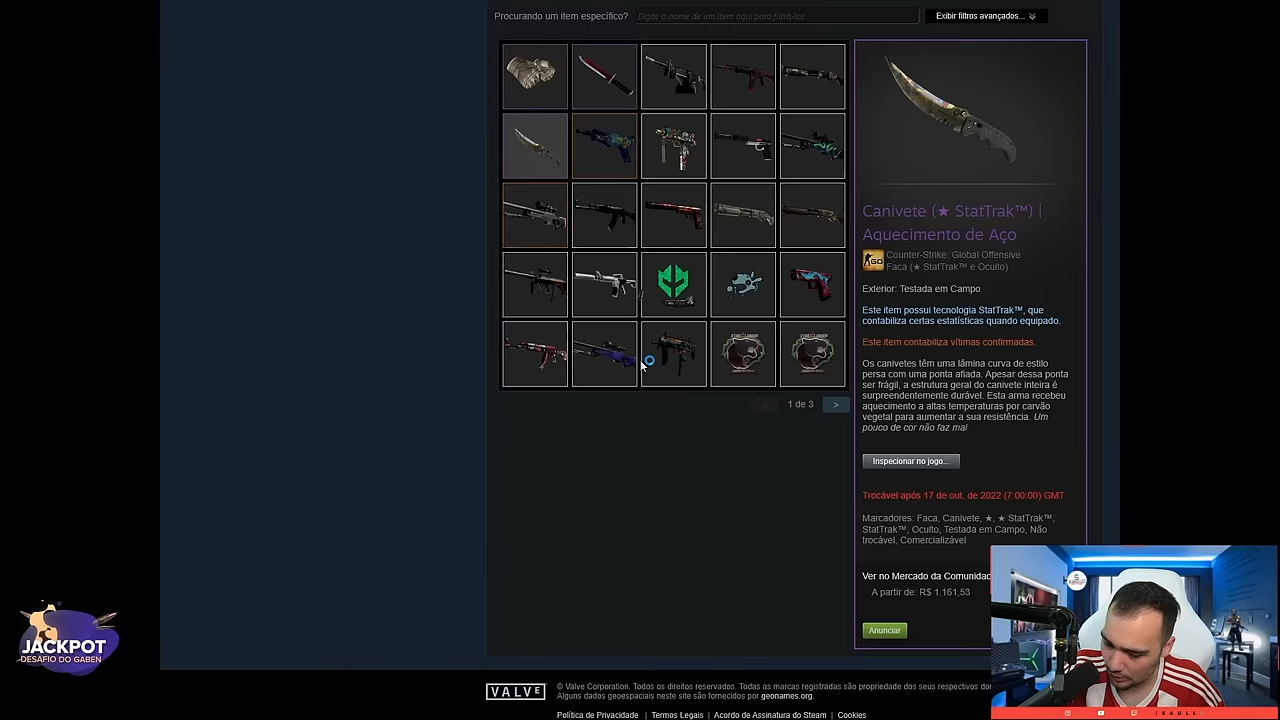 Procurando um item específico?
Digite o nome de um item aqui para filtrá-los
Exibir filtros avançados...
Canivete (★ StatTrak™) |
Aquecimento de Aço
Counter-Strike: Global Offensive
Faca (★ StatTrak™ e Oculto)
Exterior: Testada em Campo
Este item possui tecnologia StatTrak™, que
contabiliza certas estatísticas quando equipado.
Este item contabiliza vítimas confirmadas.
Os canivetes têm uma lâmina curva de estilo
persa com uma ponta afiada. Apesar dessa ponta
ser frágil, a estrutura geral do canivete inteira é
surpreendentemente durável. Esta arma recebeu
aquecimento a altas temperaturas por carvão
vegetal para aumentar a sua resistência. Um
pouco de cor não faz mal
< 1 de 3 >
Inspecionar no jogo...
Trocável após 17 de out. de 2022 (7:00:00) GMT
Marcadores: Faca, Canivete, ★, ★ StatTrak™,
StatTrak™, Oculto, Testada em Campo, Não
trocável, Comercializável
Ver no Mercado da Comunidad
A partir de: R$ 1.161,53
Anunciar
JACKPOT
DESAFIO DO GABEN
VALVE
© Valve Corporation. Todos os direitos reservados. Todas as marcas registradas são propriedade dos seus respectivos don
Alguns dados geoespaciais neste site são fornecidos por geonames.org.
Política de Privacidade | Termos Legais | Acordo de Assinatura do Steam | Cookies